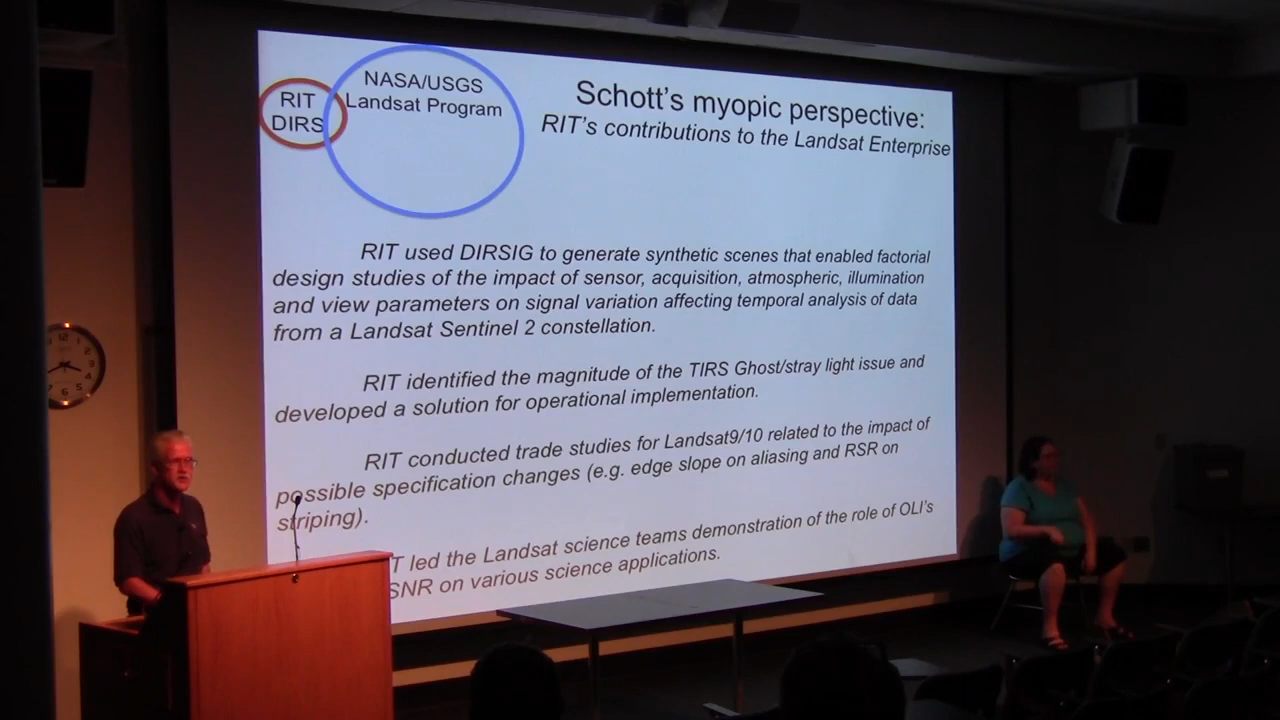 RIT
DIRS
NASA/USGS
Landsat Program
Schott's myopic perspective:
RIT's contributions to the Landsat Enterprise
RIT used DIRSIG to generate synthetic scenes that enabled factorial
design studies of the impact of sensor, acquisition, atmospheric, illumination
and view parameters on signal variation affecting temporal analysis of data
from a Landsat Sentinel 2 constellation.
RIT identified the magnitude of the TIRS Ghost/stray light issue and
developed a solution for operational implementation.
RIT conducted trade studies for Landsat9/10 related to the impact of
possible specification changes (e.g. edge slope on aliasing and RSR on
striping).
T led the Landsat science teams demonstration of the role of OLI's
SNR on various science applications.